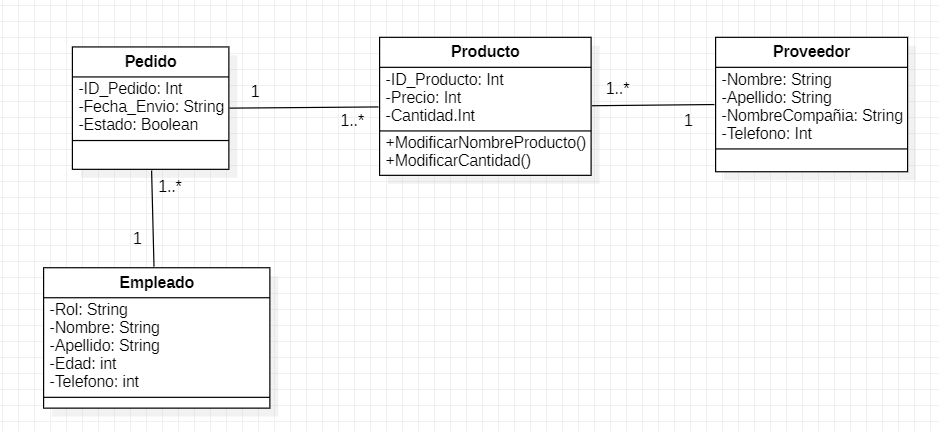 Pedido
-ID_Pedido: Int
-Fecha_Envio: String
-Estado: Boolean
1
1..*
Producto
-ID_Producto: Int
-Precio: Int
-Cantidad.Int
+ModificarNombreProducto()
+ModificarCantidad()
1..*
1
Proveedor
-Nombre: String
-Apellido: String
-NombreCompañia: String
-Telefono: Int
1..*
1
Empleado
-Rol: String
-Nombre: String
-Apellido: String
-Edad: int
-Telefono: int